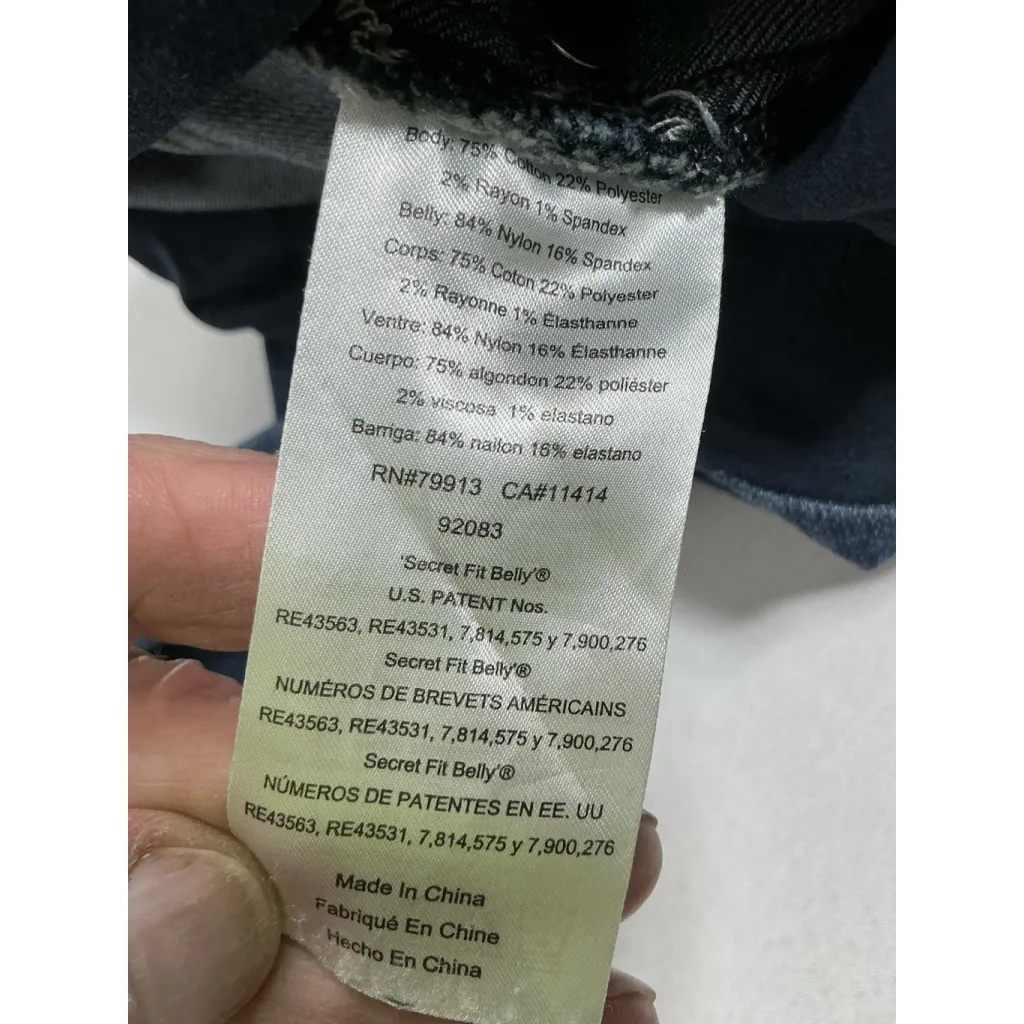 Body: 75% Cotton 22% Polyester
2% Rayon 1% Spandex
Belly: 84% Nylon 16% Spandex
Corps: 75% Coton 22% Polyester
2% Rayonne 1% Élasthanne
Ventre: 84% Nylon 16% Élasthanne
Cuerpo: 75% algondon 22% poliéster
2% viscosa 1% elastano
Barriga: 84% nailon 16% elastano
RN#79913 CA#11414
92083
'Secret Fit Belly'®
U.S. PATENT Nos.
RE43563, RE43531, 7,814,575 y 7,900,276
Secret Fit Belly'®
NUMÉROS DE BREVETS AMÉRICAINS
RE43563, RE43531, 7,814,575 y 7,900,276
Secret Fit Belly'®
NÚMEROS DE PATENTES EN EE. UU
RE43563, RE43531, 7,814,575 y 7,900,276
Made In China
Fabriqué En Chine
Hecho En China